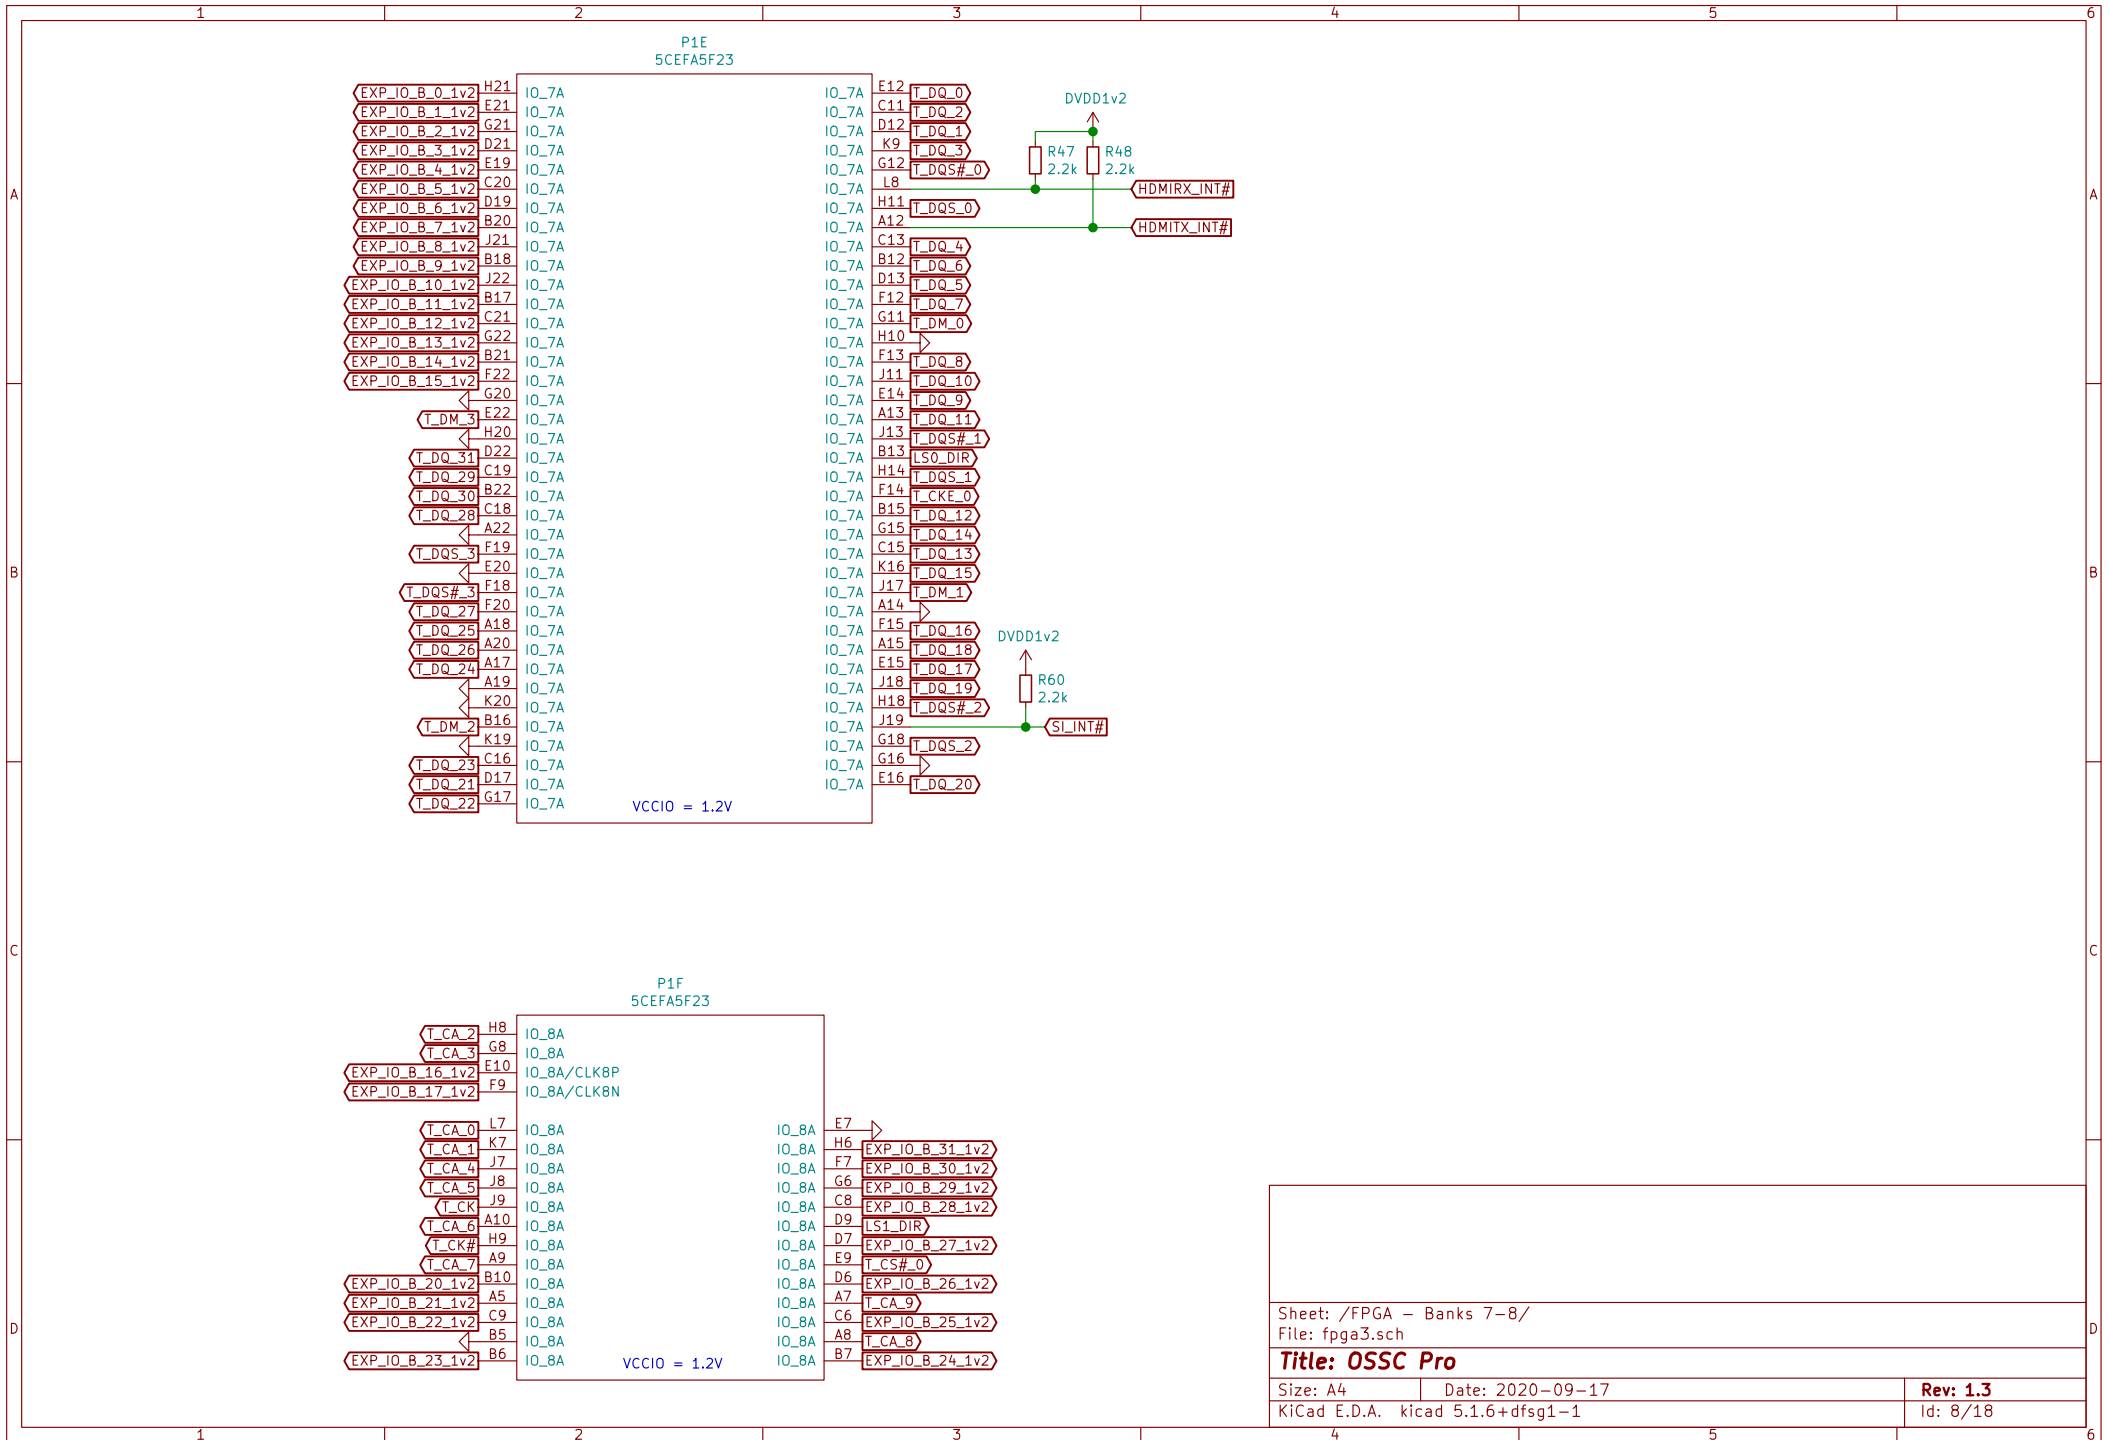 1 2 3 4 5 6
P1E
5CEFA5F23
EXP_IO_B_0_1v2 H21 IO_7A IO_7A E12 T_DQ_0
DVDD1v2
EXP_IO_B_1_1v2 E21 IO_7A IO_7A C11 T_DQ_2
EXP_IO_B_2_1v2 G21 IO_7A IO_7A D12 T_DQ_1
EXP_IO_B_3_1v2 D21 IO_7A IO_7A K9 T_DQ_3 R47 R48
EXP_IO_B_4_1v2 E19 IO_7A IO_7A G12 T_DQS#_0 2.2k 2.2k
EXP_IO_B_5_1v2 C20 IO_7A IO_7A L8 HDMIRX_INT#
A A
EXP_IO_B_6_1v2 D19 IO_7A IO_7A H11 T_DQS_0
EXP_IO_B_7_1v2 B20 IO_7A IO_7A A12 HDMITX_INT#
EXP_IO_B_8_1v2 J21 IO_7A IO_7A C13 T_DQ_4
EXP_IO_B_9_1v2 B18 IO_7A IO_7A B12 T_DQ_6
EXP_IO_B_10_1v2 J22 IO_7A IO_7A D13 T_DQ_5
EXP_IO_B_11_1v2 B17 IO_7A IO_7A F12 T_DQ_7
EXP_IO_B_12_1v2 C21 IO_7A IO_7A G11 T_DM_0
EXP_IO_B_13_1v2 G22 IO_7A IO_7A H10
EXP_IO_B_14_1v2 B21 IO_7A IO_7A F13 T_DQ_8
EXP_IO_B_15_1v2 F22 IO_7A IO_7A J11 T_DQ_10
G20 IO_7A IO_7A E14 T_DQ_9
T_DM_3 E22 IO_7A IO_7A A13 T_DQ_11
H20 IO_7A IO_7A J13 T_DQS#_1
T_DQ_31 D22 IO_7A IO_7A B13 LS0_DIR
T_DQ_29 C19 IO_7A IO_7A H14 T_DQS_1
T_DQ_30 B22 IO_7A IO_7A F14 T_CKE_0
T_DQ_28 C18 IO_7A IO_7A B15 T_DQ_12
A22 IO_7A IO_7A G15 T_DQ_14
T_DQS_3 F19 IO_7A IO_7A C15 T_DQ_13
B E20 IO_7A IO_7A K16 T_DQ_15 B
T_DQS#_3 F18 IO_7A IO_7A J17 T_DM_1
T_DQ_27 F20 IO_7A IO_7A A14
T_DQ_25 A18 IO_7A IO_7A F15 T_DQ_16
DVDD1v2
T_DQ_26 A20 IO_7A IO_7A A15 T_DQ_18
T_DQ_24 A17 IO_7A IO_7A E15 T_DQ_17
A19 IO_7A IO_7A J18 T_DQ_19 R60
K20 IO_7A IO_7A H18 T_DQS#_2 2.2k
T_DM_2 B16 IO_7A IO_7A J19 SI_INT#
K19 IO_7A IO_7A G18 T_DQS_2
T_DQ_23 C16 IO_7A IO_7A G16
T_DQ_21 D17 IO_7A IO_7A E16 T_DQ_20
T_DQ_22 G17 IO_7A
VCCIO = 1.2V
C C
P1F
5CEFA5F23
T_CA_2 H8 IO_8A
T_CA_3 G8 IO_8A
EXP_IO_B_16_1v2 E10 IO_8A/CLK8P
EXP_IO_B_17_1v2 F9 IO_8A/CLK8N
T_CA_0 L7 IO_8A IO_8A E7
T_CA_1 K7 IO_8A IO_8A H6 EXP_IO_B_31_1v2
T_CA_4 J7 IO_8A IO_8A F7 EXP_IO_B_30_1v2
T_CA_5 J8 IO_8A IO_8A G6 EXP_IO_B_29_1v2
T_CK J9 IO_8A IO_8A C8 EXP_IO_B_28_1v2
T_CA_6 A10 IO_8A IO_8A D9 LS1_DIR
T_CK# H9 IO_8A IO_8A D7 EXP_IO_B_27_1v2
T_CA_7 A9 IO_8A IO_8A E9 T_CS#_0
EXP_IO_B_20_1v2 B10 IO_8A IO_8A D6 EXP_IO_B_26_1v2
EXP_IO_B_21_1v2 A5 IO_8A IO_8A A7 T_CA_9
EXP_IO_B_22_1v2 C9 IO_8A IO_8A C6 EXP_IO_B_25_1v2
B5 IO_8A IO_8A A8 T_CA_8
EXP_IO_B_23_1v2 B6 IO_8A IO_8A B7 EXP_IO_B_24_1v2
VCCIO = 1.2V
D D
Sheet: /FPGA - Banks 7-8/
File: fpga3.sch
Title: OSSC Pro
Size: A4 Date: 2020-09-17 Rev: 1.3
KiCad E.D.A. kicad 5.1.6+dfsg1-1 Id: 8/18
1 2 3 4 5 6